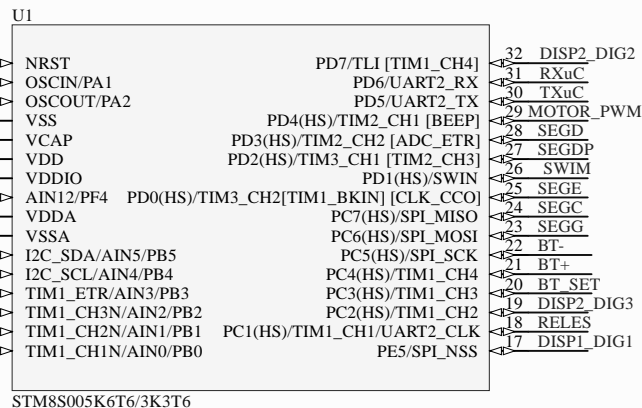 U1
NRST PD7/TLI [TIM1_CH4] 32 DISP2_DIG2
OSCIN/PA1 PD6/UART2_RX 31 RXuC
OSCOUT/PA2 PD5/UART2_TX 30 TXuC
VSS PD4(HS)/TIM2_CH1 [BEEP] 29 MOTOR_PWM
VCAP PD3(HS)/TIM2_CH2 [ADC_ETR] 28 SEGD
VDD PD2(HS)/TIM3_CH1 [TIM2_CH3] 27 SEGDP
VDDIO PD1(HS)/SWIN 26 SWIM
AIN12/PF4 PD0(HS)/TIM3_CH2[TIM1_BKIN] [CLK_CCO] 25 SEGE
VDDA PC7(HS)/SPI_MISO 24 SEGC
VSSA PC6(HS)/SPI_MOSI 23 SEGG
I2C_SDA/AIN5/PB5 PC5(HS)/SPI_SCK 22 BT-
I2C_SCL/AIN4/PB4 PC4(HS)/TIM1_CH4 21 BT+
TIM1_ETR/AIN3/PB3 PC3(HS)/TIM1_CH3 20 BT_SET
TIM1_CH3N/AIN2/PB2 PC2(HS)/TIM1_CH2 19 DISP2_DIG3
TIM1_CH2N/AIN1/PB1 PC1(HS)/TIM1_CH1/UART2_CLK 18 RELES
TIM1_CH1N/AIN0/PB0 PE5/SPI_NSS 17 DISP1_DIG1
STM8S005K6T6/3K3T6